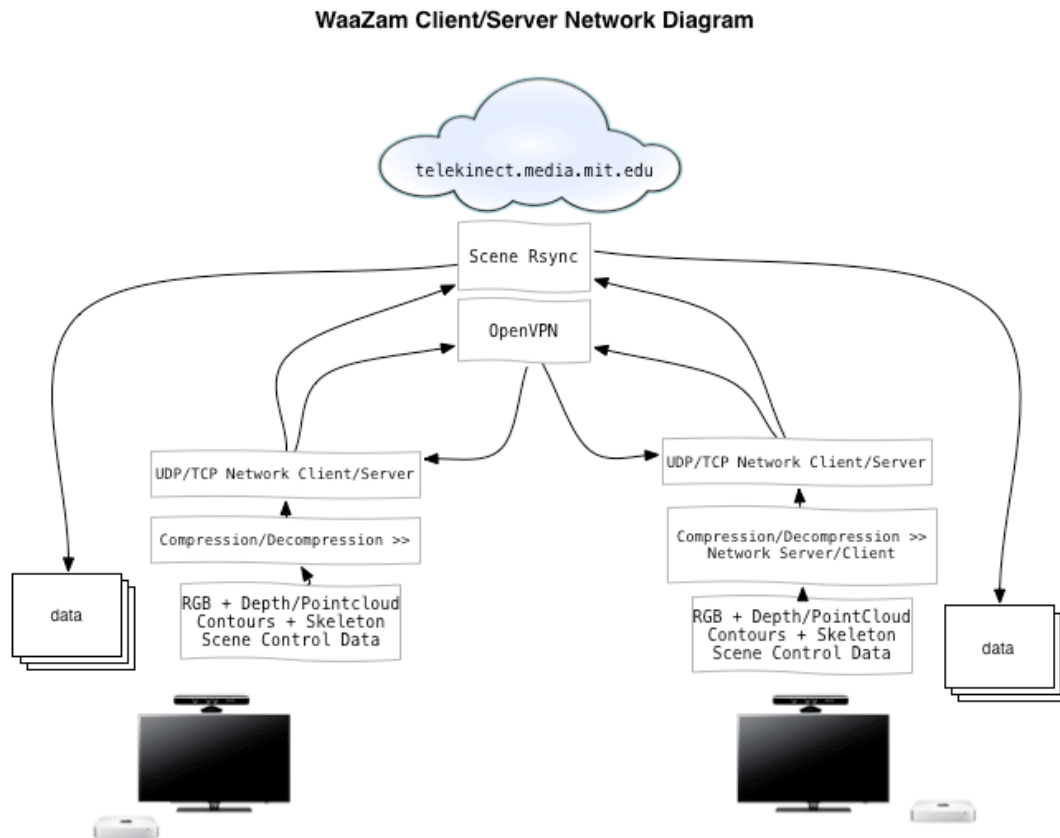 WaaZam Client/Server Network Diagram
telekinect.media.mit.edu
Scene Rsync
OpenVPN
UDP/TCP Network Client/Server
UDP/TCP Network Client/Server
Compression/Decompression >>
Compression/Decompression >>
Network Server/Client
data
RGB + Depth/Pointcloud
Contours + Skeleton
Scene Control Data
RGB + Depth/PointCloud
Contours + Skeleton
Scene Control Data
data